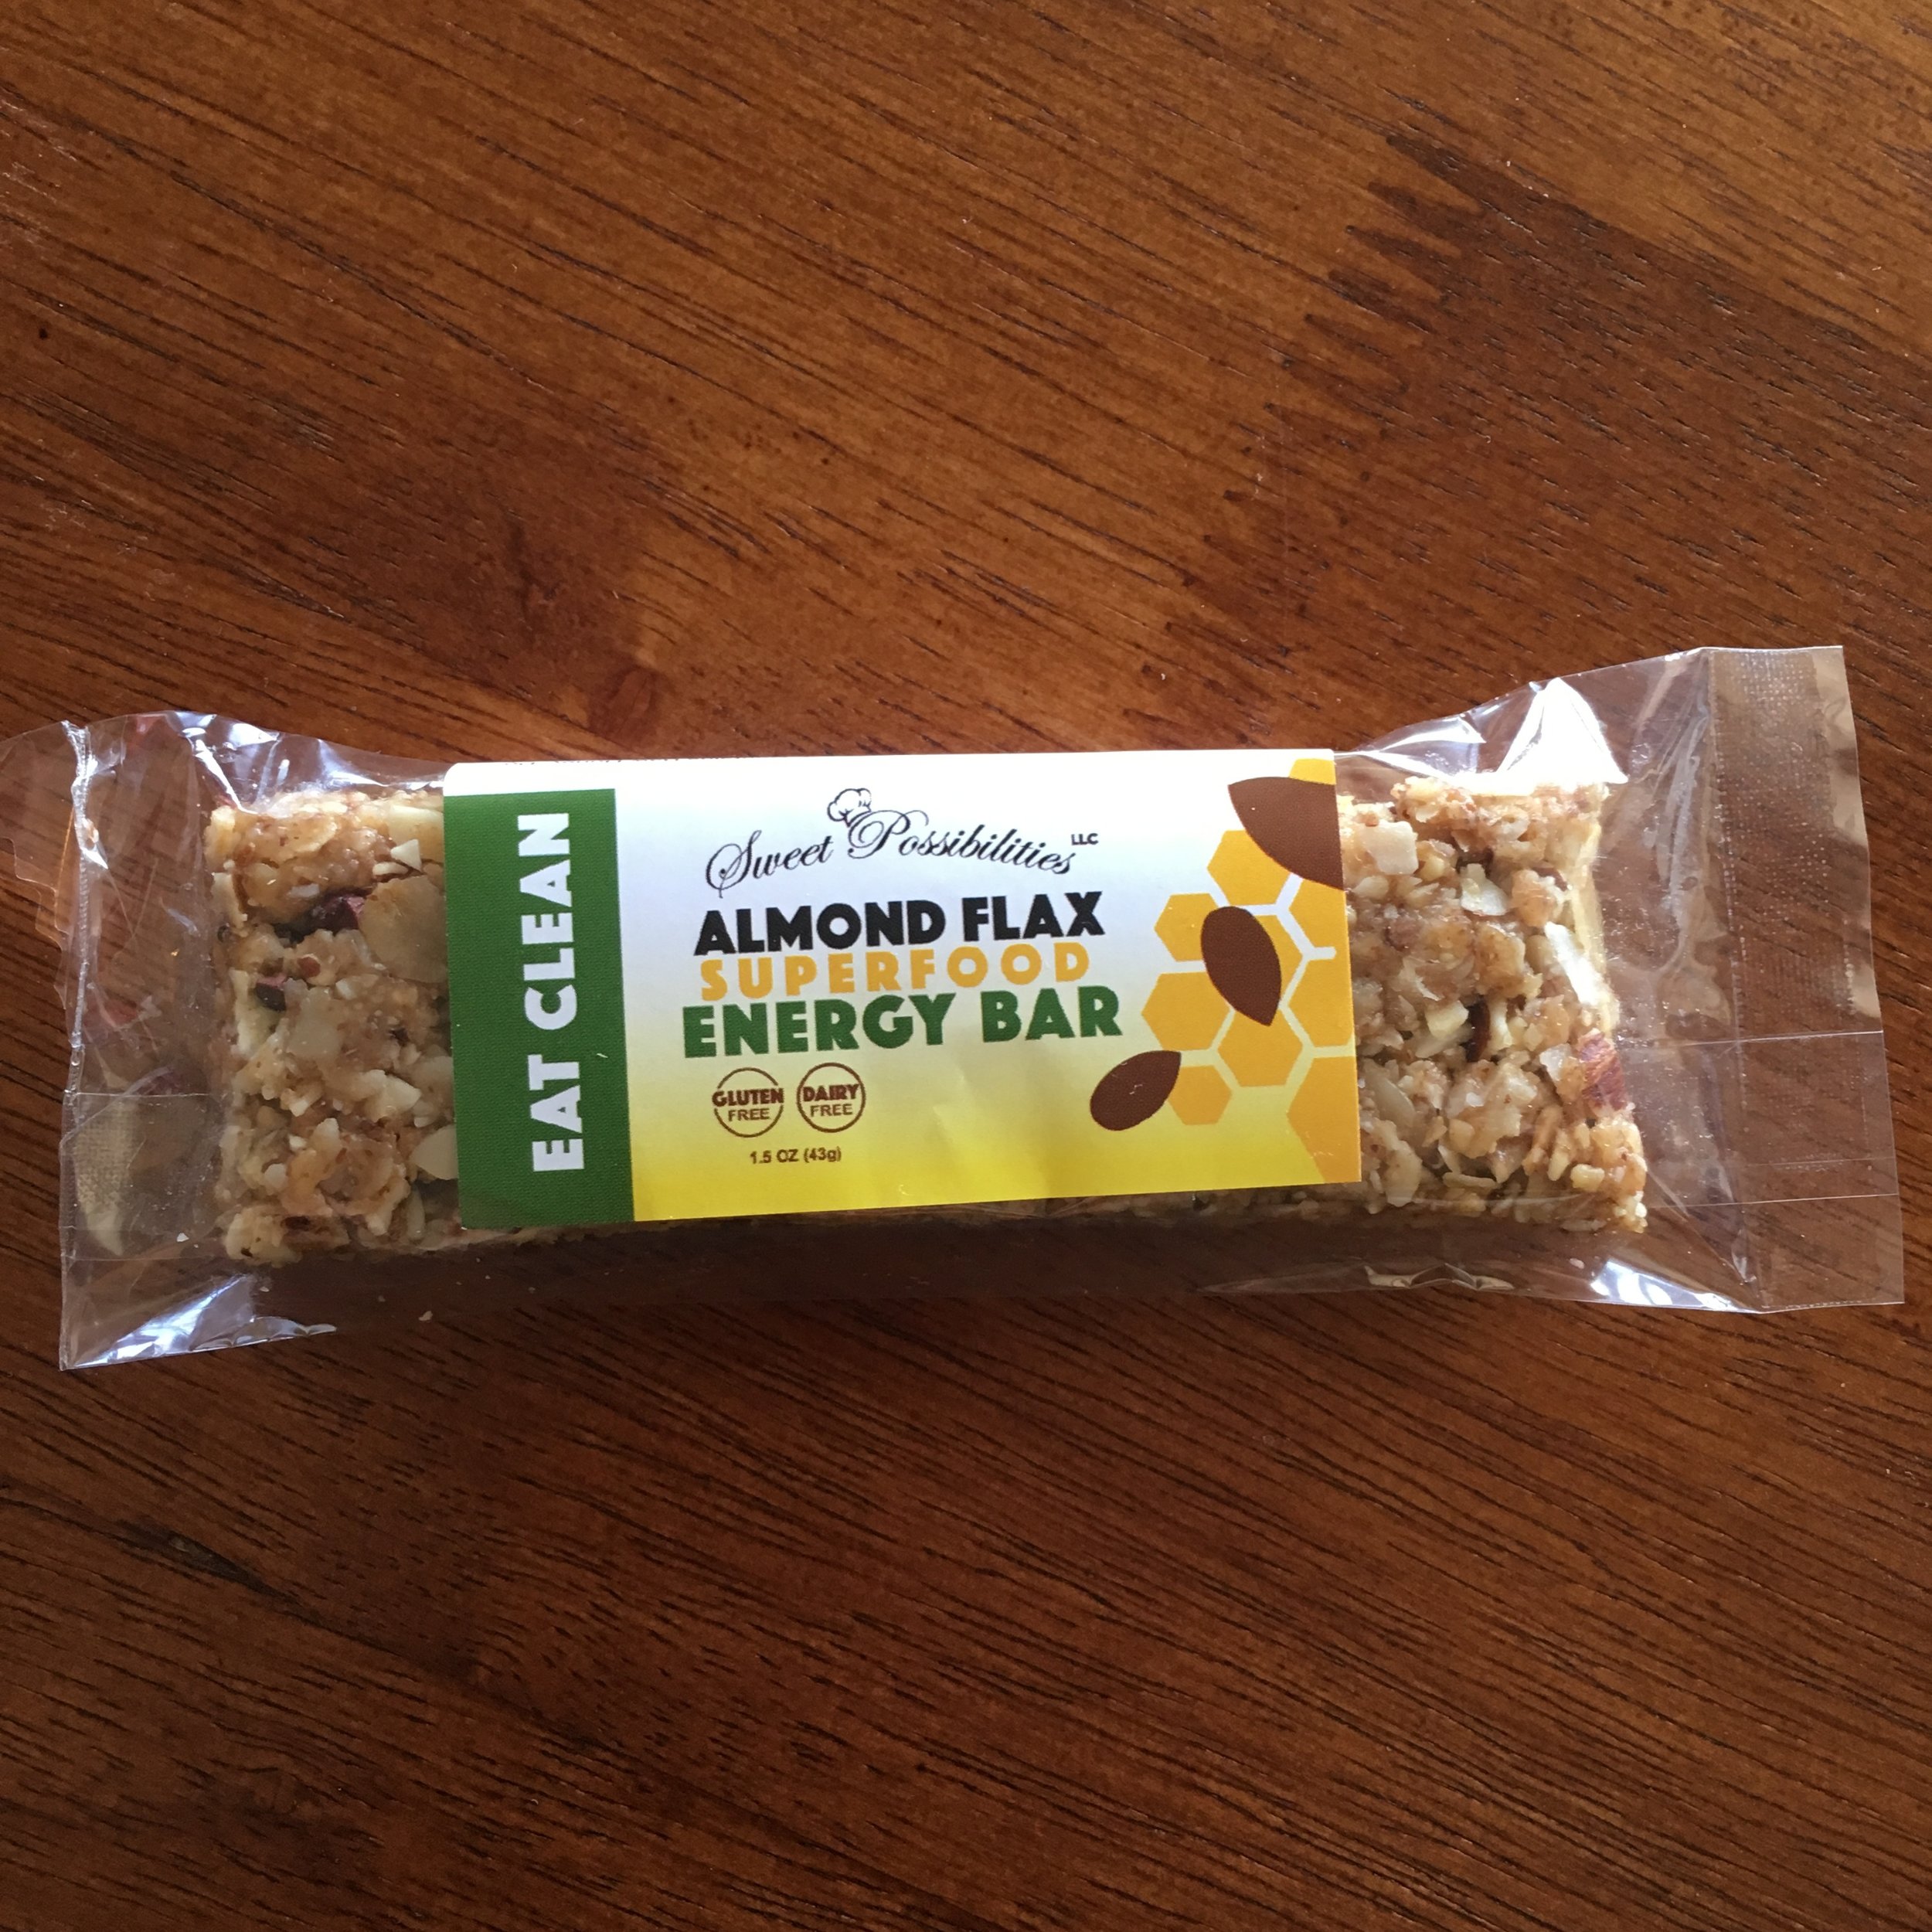 EAT CLEAN
Sweet Possibilities LLC
ALMOND FLAX
SUPERFOOD
ENERGY BAR
GLUTEN FREE
DAIRY FREE
1.5 OZ (43g)